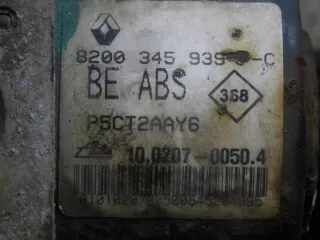 8200 345 939 - -C
BE ABS
368
P5CT2AAY6
10.0207-0050.4